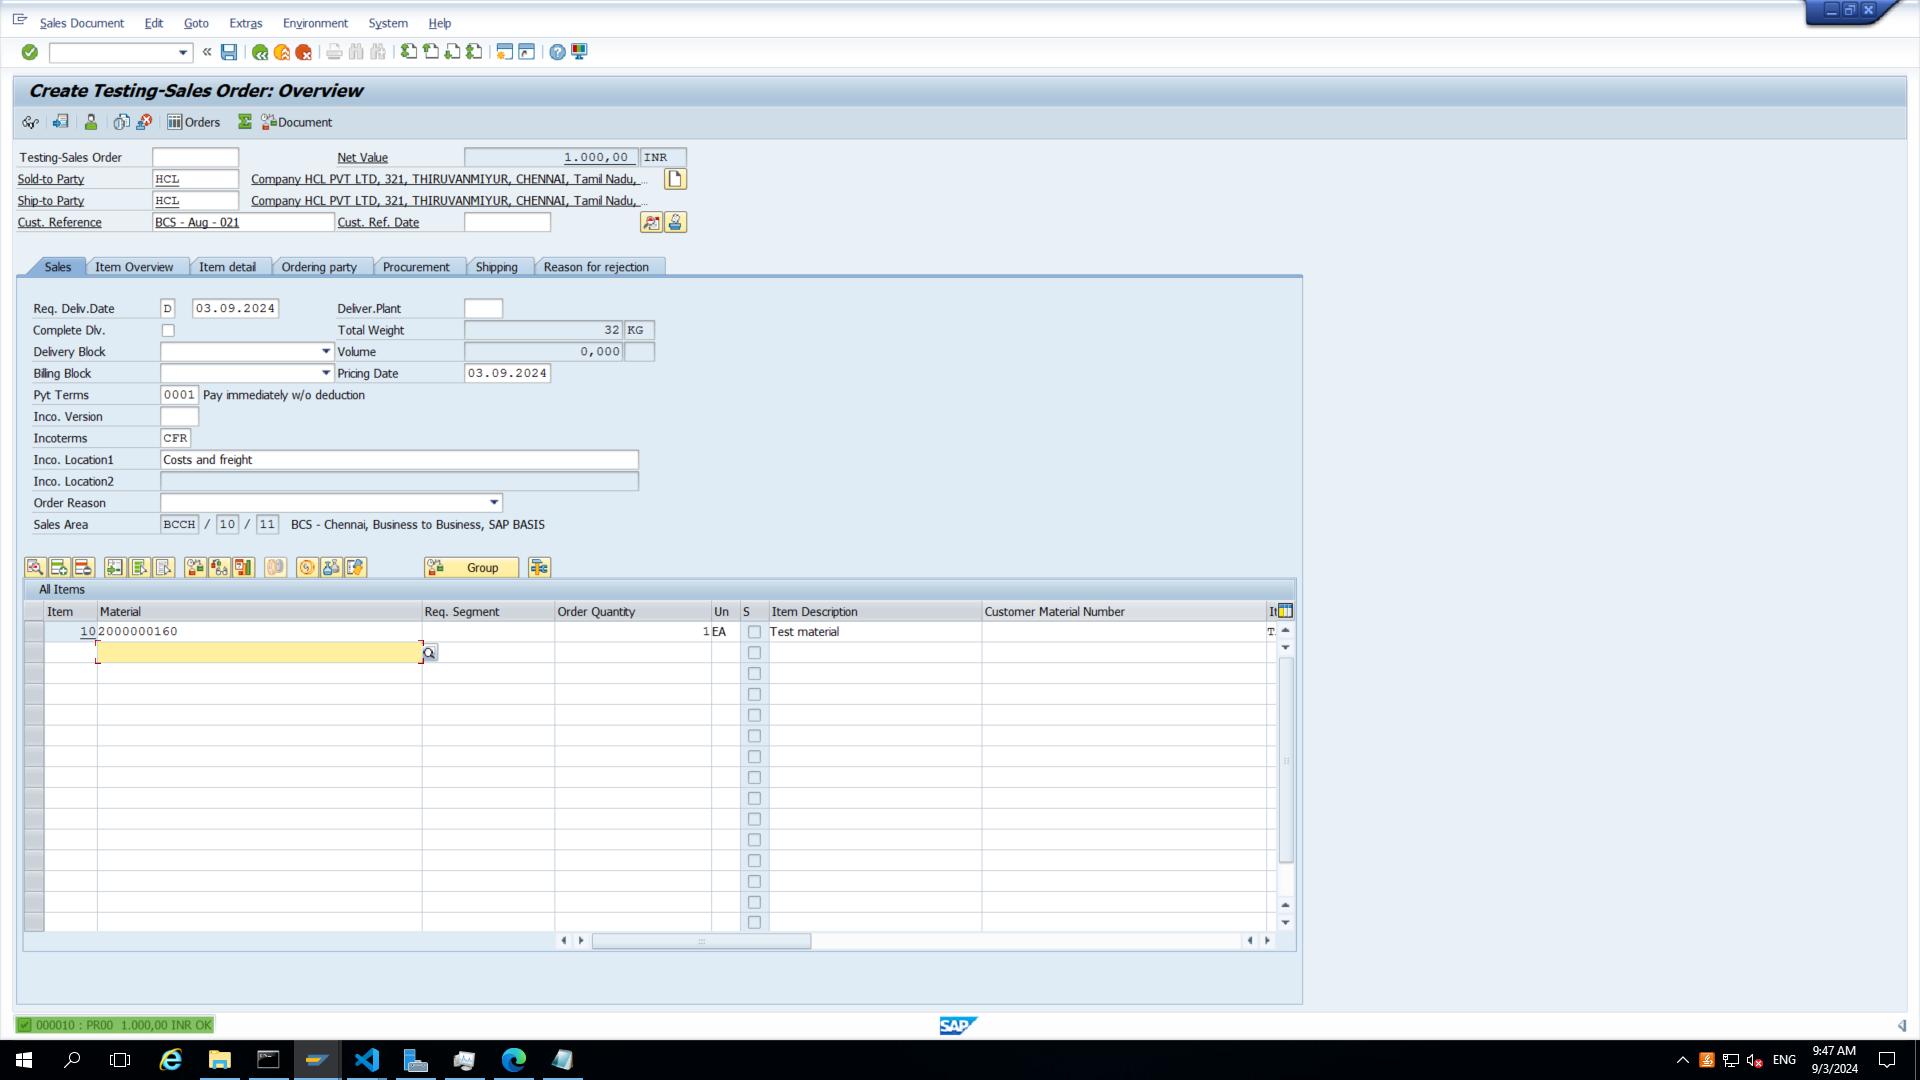 Sales Document Edit Goto Extras Environment System Help
Create Testing-Sales Order: Overview
Orders Document
Testing-Sales Order Net Value 1.000,00 INR
Sold-to Party HCL Company HCL PVT LTD, 321, THIRUVANMIYUR, CHENNAI, Tamil Nadu, ...
Ship-to Party HCL Company HCL PVT LTD, 321, THIRUVANMIYUR, CHENNAI, Tamil Nadu, ...
Cust. Reference BCS - Aug - 021 Cust. Ref. Date
Sales Item Overview Item detail Ordering party Procurement Shipping Reason for rejection
Req. Deliv.Date D 03.09.2024 Deliver.Plant
Complete Dlv. Total Weight 32 KG
Delivery Block Volume 0,000
Billing Block Pricing Date 03.09.2024
Pyt Terms 0001 Pay immediately w/o deduction
Inco. Version
Incoterms CFR
Inco. Location1 Costs and freight
Inco. Location2
Order Reason
Sales Area BCCH / 10 / 11 BCS - Chennai, Business to Business, SAP BASIS
Group
All Items
Item Material Req. Segment Order Quantity Un S Item Description Customer Material Number It
10 2000000160 1 EA Test material T.
000010 : PR00 1.000,00 INR OK
SAP
ENG
9:47 AM
9/3/2024